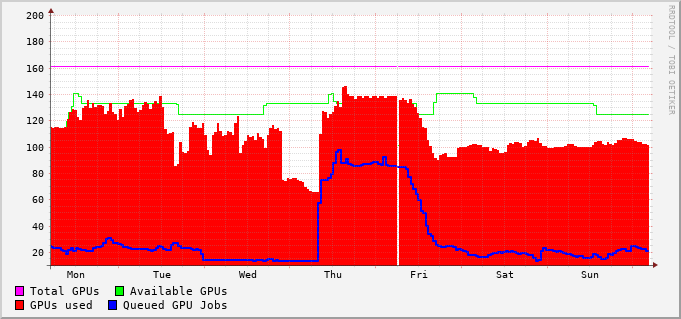 200
180
160
140
120
100
80
60
40
20
Mon Tue Wed Thu Fri Sat Sun
Total GPUs Available GPUs
GPUs used Queued GPU Jobs
RRDTOOL / TOBI OETIKER